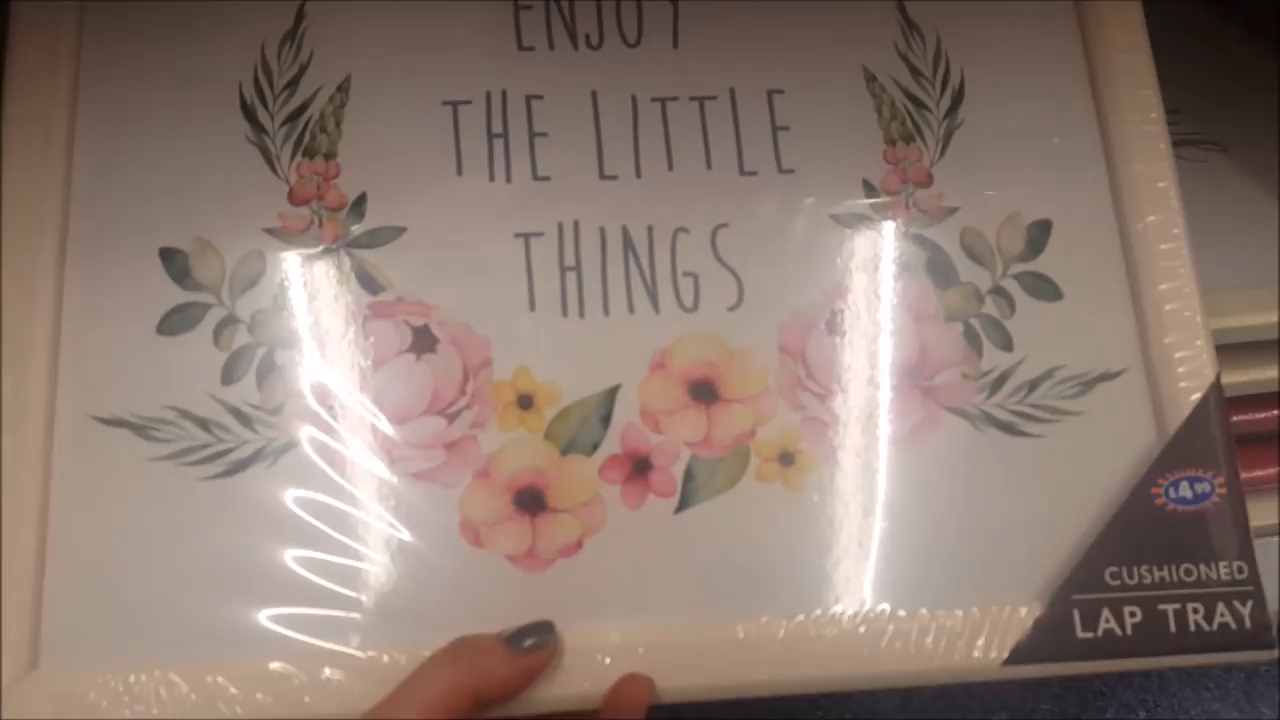 ENJOY
THE LITTLE
THINGS
£4.99
CUSHIONED
LAP TRAY